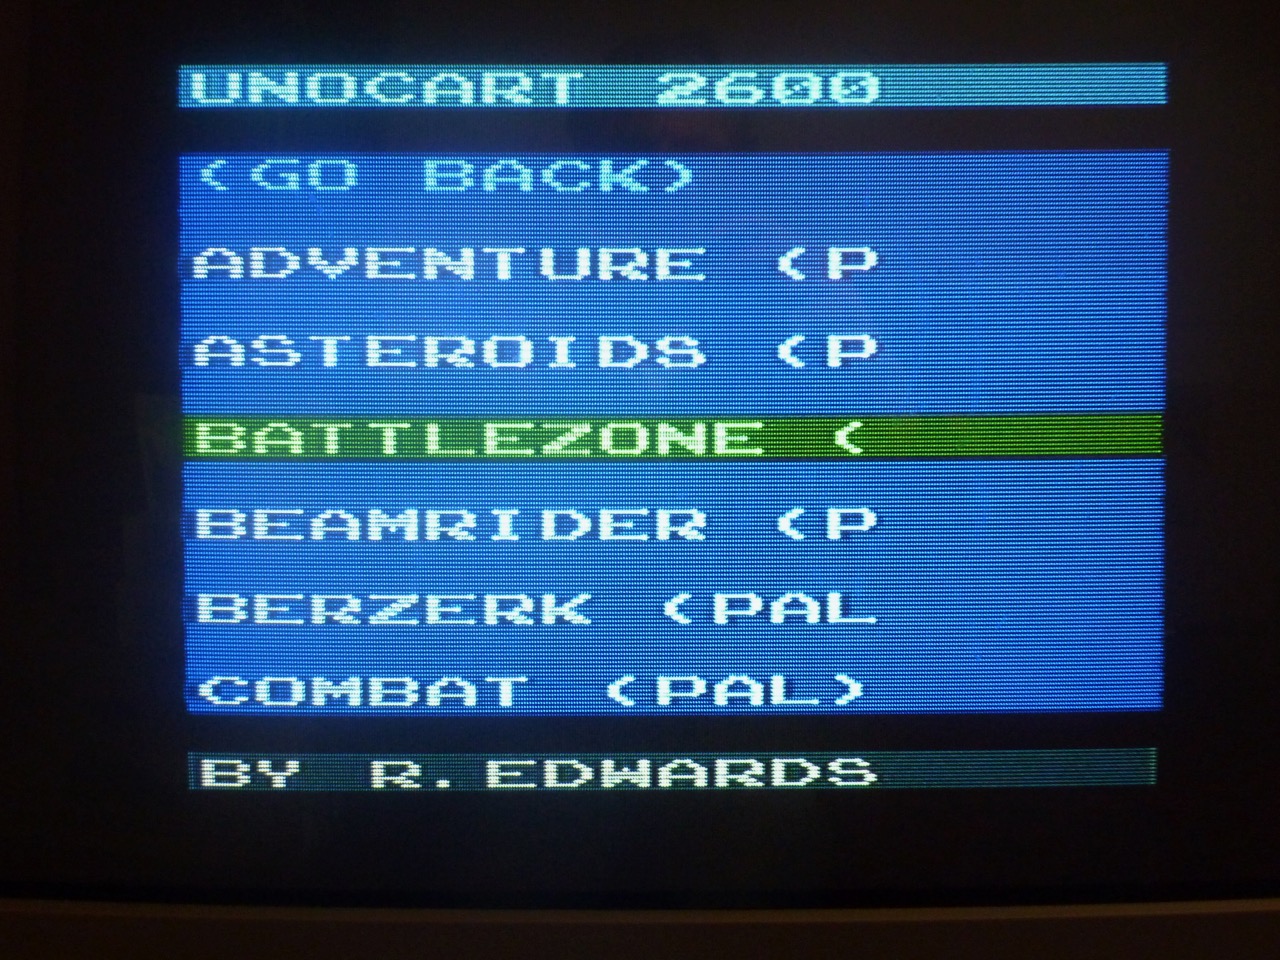 UNOCART 2600
(GO BACK)
ADVENTURE (P
ASTEROIDS (P
BATTLEZONE (
BEAMRIDER (P
BERZERK (PAL
COMBAT (PAL)
BY R.EDWARDS